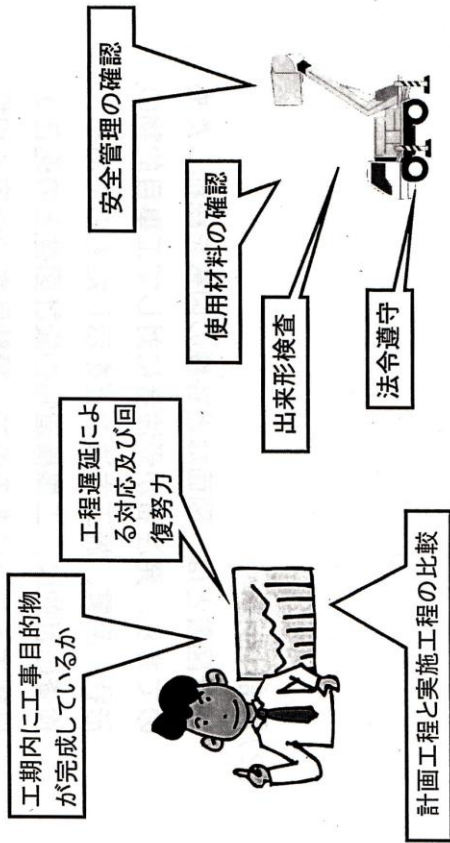 工期内に工事目的物
が完成しているか
工程遅延によ
る対応及び回
復努力
計画工程と実施工程の比較
安全管理の確認
使用材料の確認
出来形検査
法令遵守